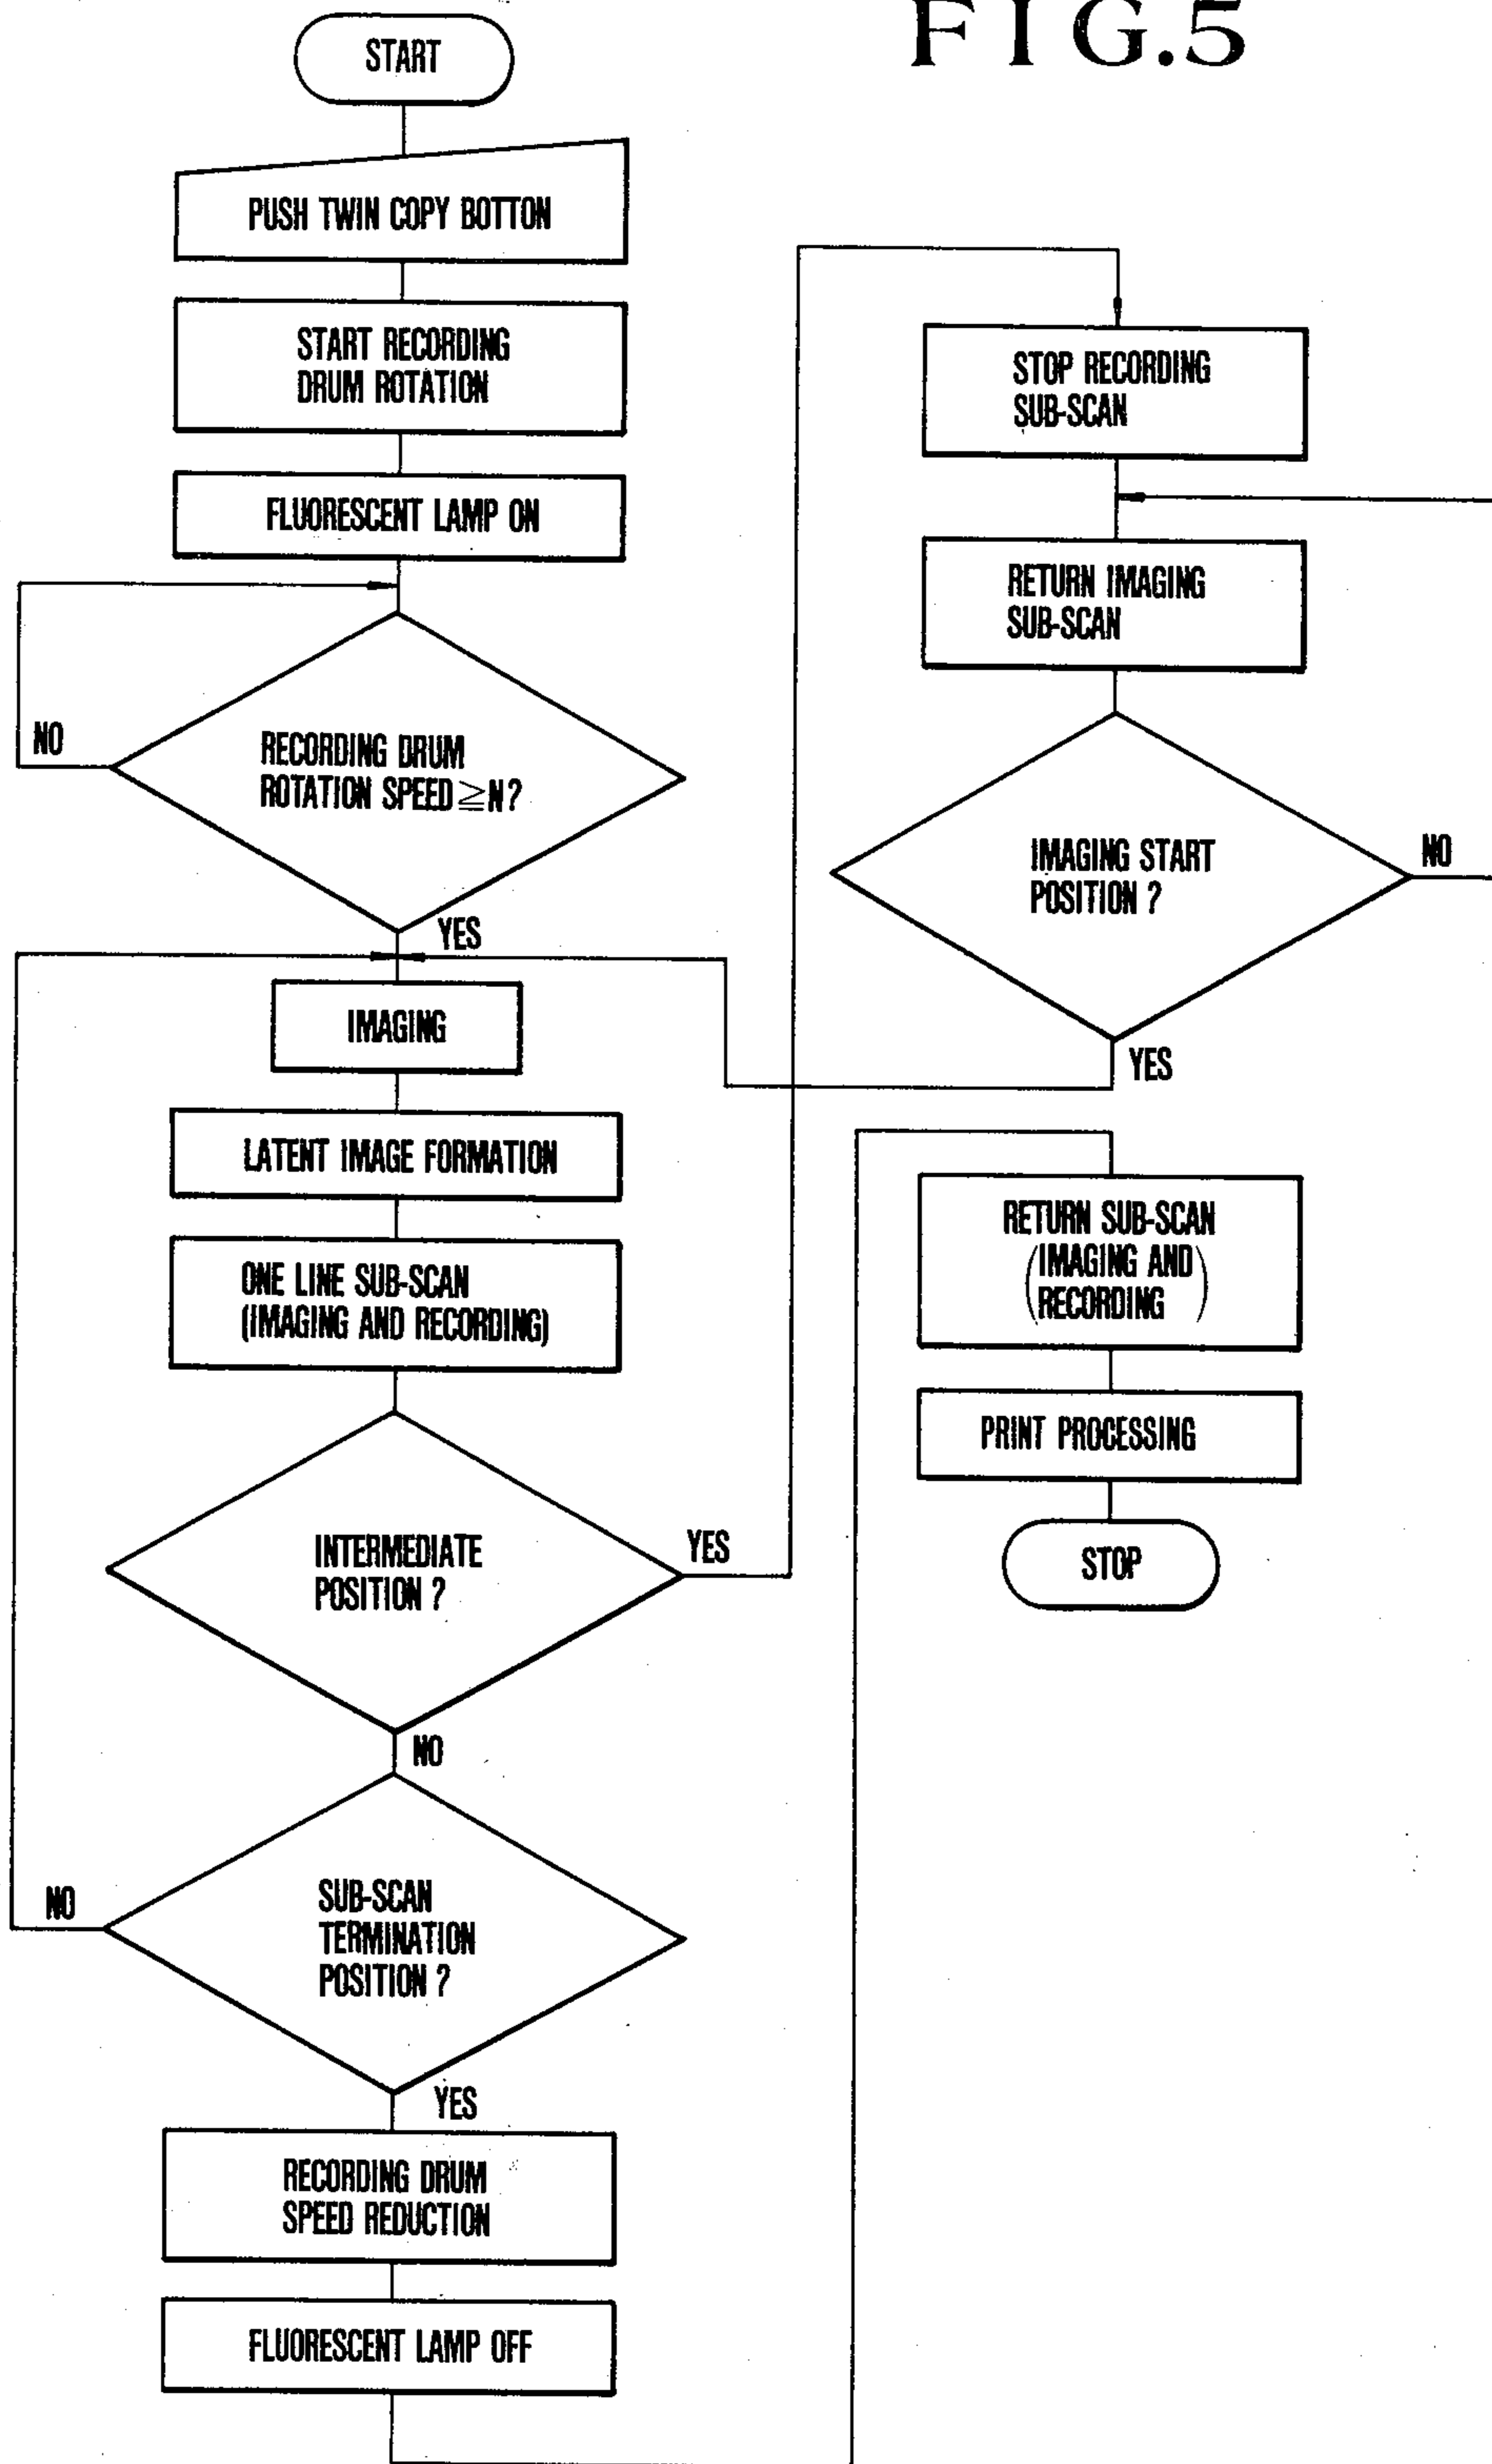 FIG.5
START
PUSH TWIN COPY BOTTON
START RECORDING
DRUM ROTATION
FLUORESCENT LAMP ON
NO
RECORDING DRUM
ROTATION SPEED≧N?
YES
IMAGING
LATENT IMAGE FORMATION
ONE LINE SUB-SCAN
(IMAGING AND RECORDING)
INTERMEDIATE
POSITION ?
YES
NO
SUB-SCAN
TERMINATION
POSITION ?
NO
YES
RECORDING DRUM
SPEED REDUCTION
FLUORESCENT LAMP OFF
STOP RECORDING
SUB-SCAN
RETURN IMAGING
SUB-SCAN
IMAGING START
POSITION ?
NO
YES
RETURN SUB-SCAN
(IMAGING AND
RECORDING)
PRINT PROCESSING
STOP